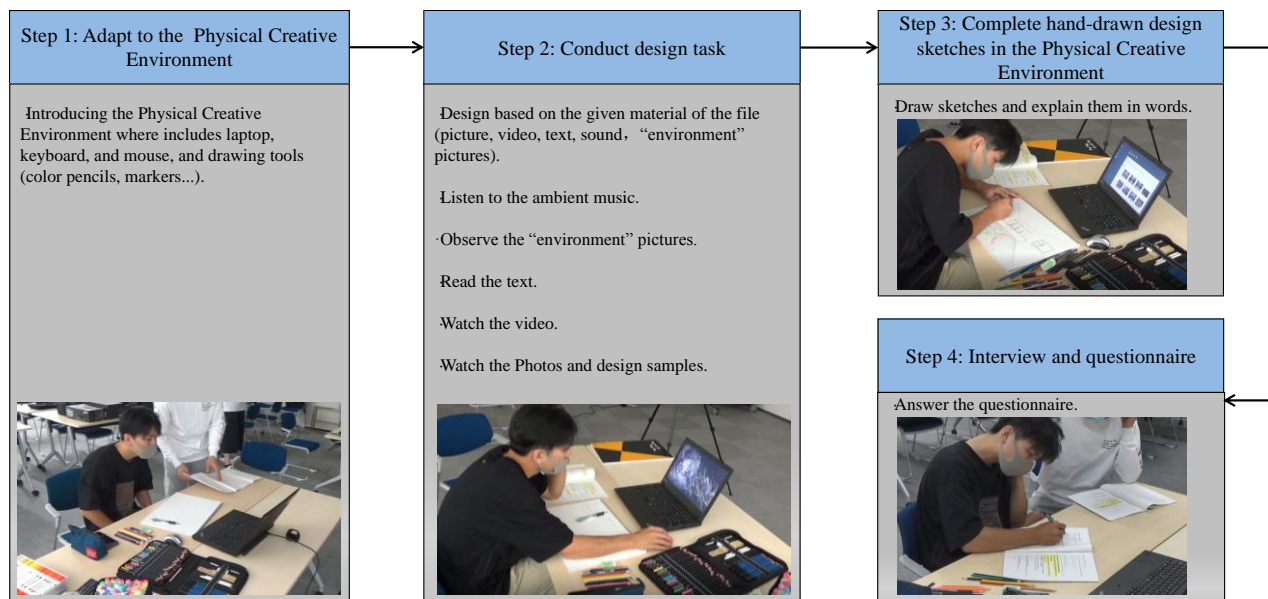 Step 1: Adapt to the Physical Creative
Environment
·Introducing the Physical Creative
Environment where includes laptop,
keyboard, and mouse, and drawing tools
(color pencils, markers...).
Step 2: Conduct design task
·Design based on the given material of the file
(picture, video, text, sound，“environment”
pictures).
·Listen to the ambient music.
·Observe the “environment” pictures.
·Read the text.
·Watch the video.
·Watch the Photos and design samples.
Step 3: Complete hand-drawn design
sketches in the Physical Creative
Environment
·Draw sketches and explain them in words.
Step 4: Interview and questionnaire
·Answer the questionnaire.